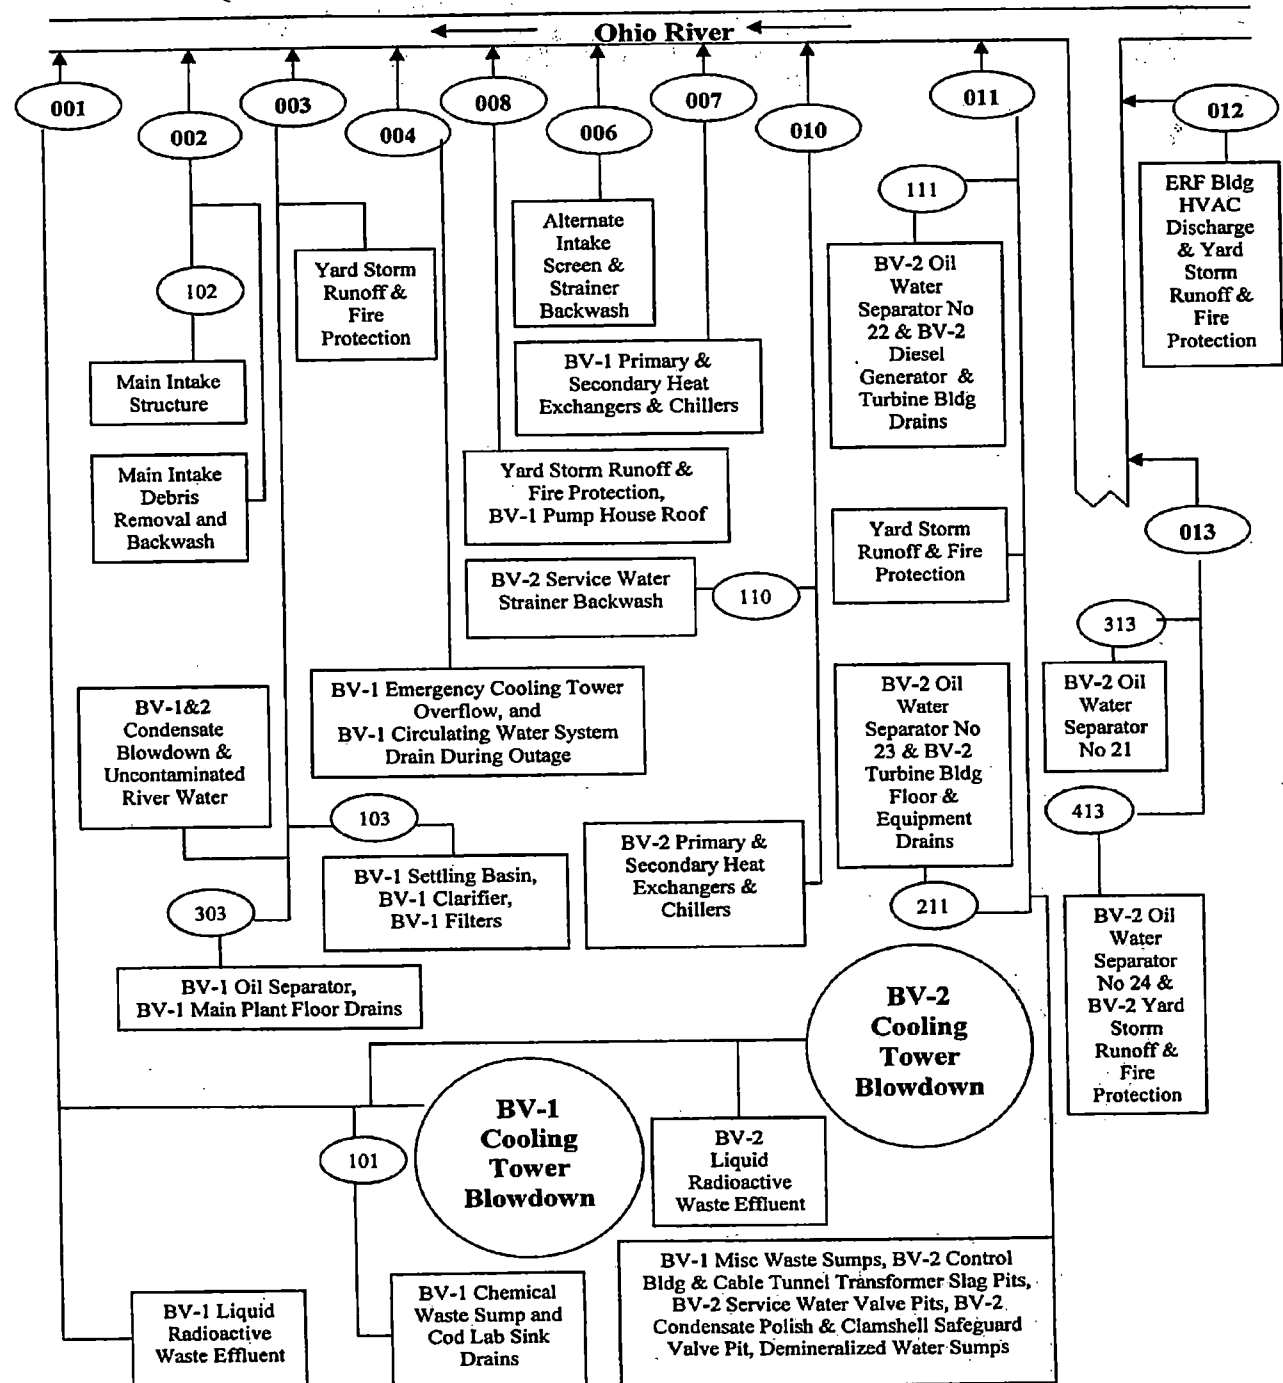 Ohio River
001
002
003
004
008
006
007
010
011
012
111
102
ERF Bldg
HVAC
Discharge
& Yard
Storm
Runoff &
Fire
Protection
Yard Storm
Runoff &
Fire
Protection
Alternate
Intake
Screen &
Strainer
Backwash
BV-2 Oil
Water
Separator No
22 & BV-2
Diesel
Generator &
Turbine Bldg
Drains
Main Intake
Structure
BV-1 Primary &
Secondary Heat
Exchangers & Chillers
Main Intake
Debris
Removal and
Backwash
Yard Storm Runoff &
Fire Protection,
BV-1 Pump House Roof
Yard Storm
Runoff & Fire
Protection
013
BV-2 Service Water
Strainer Backwash
110
313
BV-1 Emergency Cooling Tower
Overflow, and
BV-1 Circulating Water System
Drain During Outage
BV-2 Oil
Water
Separator No
23 & BV-2
Turbine Bldg
Floor &
Equipment
Drains
BV-2 Oil
Water
Separator
No 21
BV-1&2
Condensate
Blowdown &
Uncontaminated
River Water
103
413
BV-2 Primary &
Secondary Heat
Exchangers &
Chillers
BV-1 Settling Basin,
BV-1 Clarifier,
BV-1 Filters
303
211
BV-2 Oil
Water
Separator
No 24 &
BV-2 Yard
Storm
Runoff &
Fire
Protection
BV-1 Oil Separator,
BV-1 Main Plant Floor Drains
BV-2
Cooling
Tower
Blowdown
BV-1
Cooling
Tower
Blowdown
101
BV-2
Liquid
Radioactive
Waste Effluent
BV-1 Misc Waste Sumps, BV-2 Control
Bldg & Cable Tunnel Transformer Slag Pits,
BV-2 Service Water Valve Pits, BV-2
Condensate Polish & Clamshell Safeguard
Valve Pit, Demineralized Water Sumps
BV-1 Liquid
Radioactive
Waste Effluent
BV-1 Chemical
Waste Sump and
Cod Lab Sink
Drains